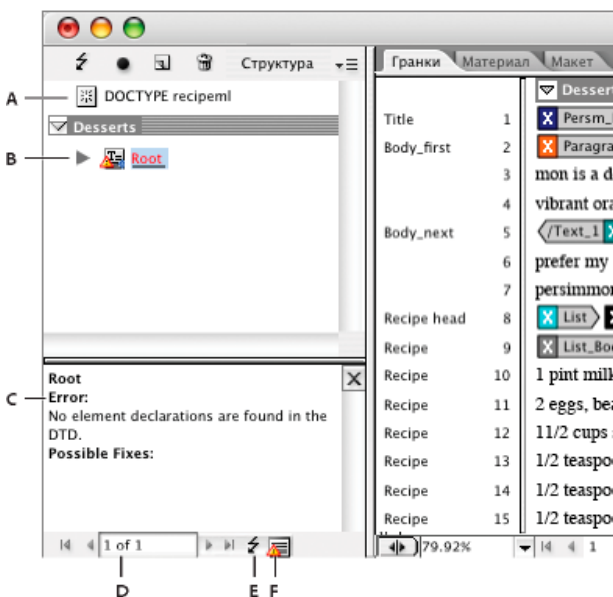 Структура
A
DOCTYPE recipeml
Desserts
B
Root
C
Root
Error:
No element declarations are found in the
DTD.
Possible Fixes:
1 of 1
D
E
F
Гранки
Материал
Макет
Title 1
Body_first 2
3
4
Body_next 5
6
7
Recipe head 8
Recipe 9
Recipe 10
Recipe 11
Recipe 12
Recipe 13
Recipe 14
Recipe 15
Paragra
mon is a d
vibrant ora
/Text_1
prefer my
persimmon
List
List_Bo
1 pint milk
2 eggs, bea
11/2 cups
1/2 teaspo
1/2 teaspo
1/2 teaspo
79.92%
1